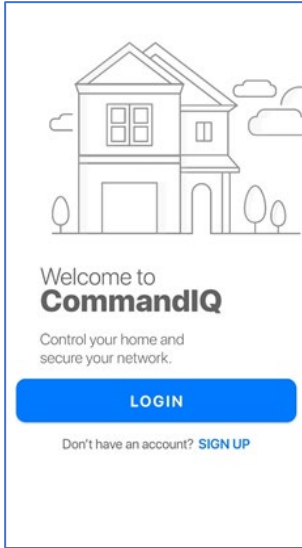 Welcome to
CommandIQ
Control your home and
secure your network.
LOGIN
Don't have an account? SIGN UP